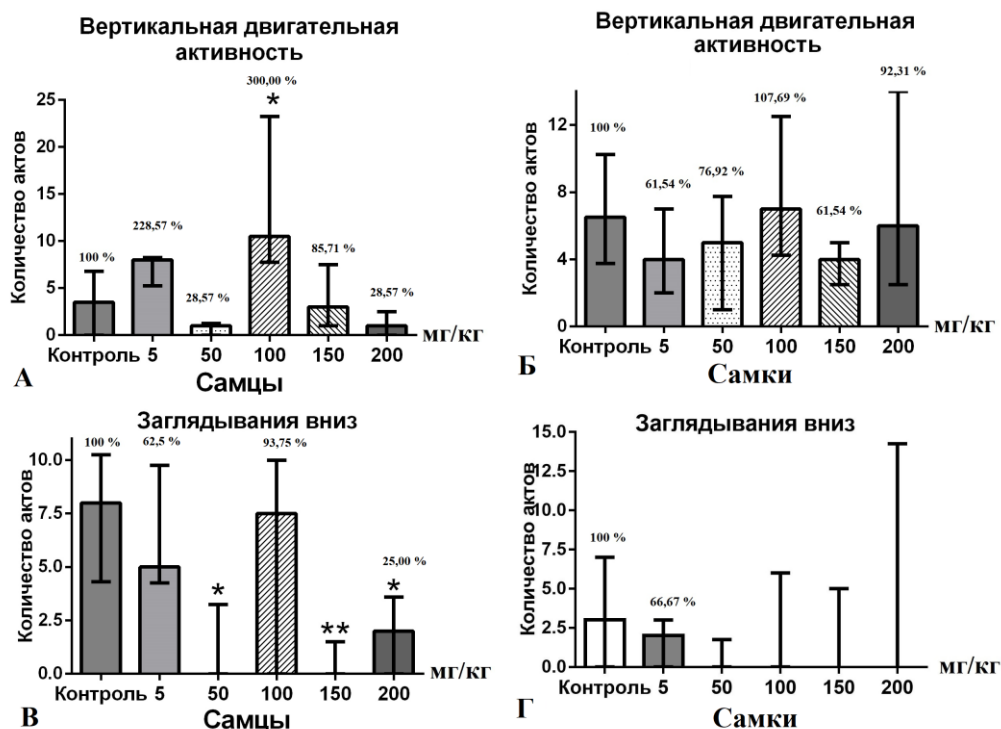 Вертикальная двигательная
активность
300,00 %
*
228,57 %
100 %
85,71 %
28,57 %
28,57 %
25
20
15
10
5
0
Количество актов
Контроль 5 50 100 150 200 мг/кг
А
Самцы
Вертикальная двигательная
активность
92,31 %
107,69 %
100 %
76,92 %
61,54 %
61,54 %
12
8
4
0
Количество актов
Контроль 5 50 100 150 200 мг/кг
Б
Самки
Заглядывания вниз
100 %
62,5 %
93,75 %
25,00 %
*
**
*
10.0
7.5
5.0
2.5
0.0
Количество актов
Контроль 5 50 100 150 200 мг/кг
В
Самцы
Заглядывания вниз
100 %
66,67 %
15.0
12.5
10.0
7.5
5.0
2.5
0.0
Количество актов
Контроль 5 50 100 150 200 мг/кг
Г
Самки